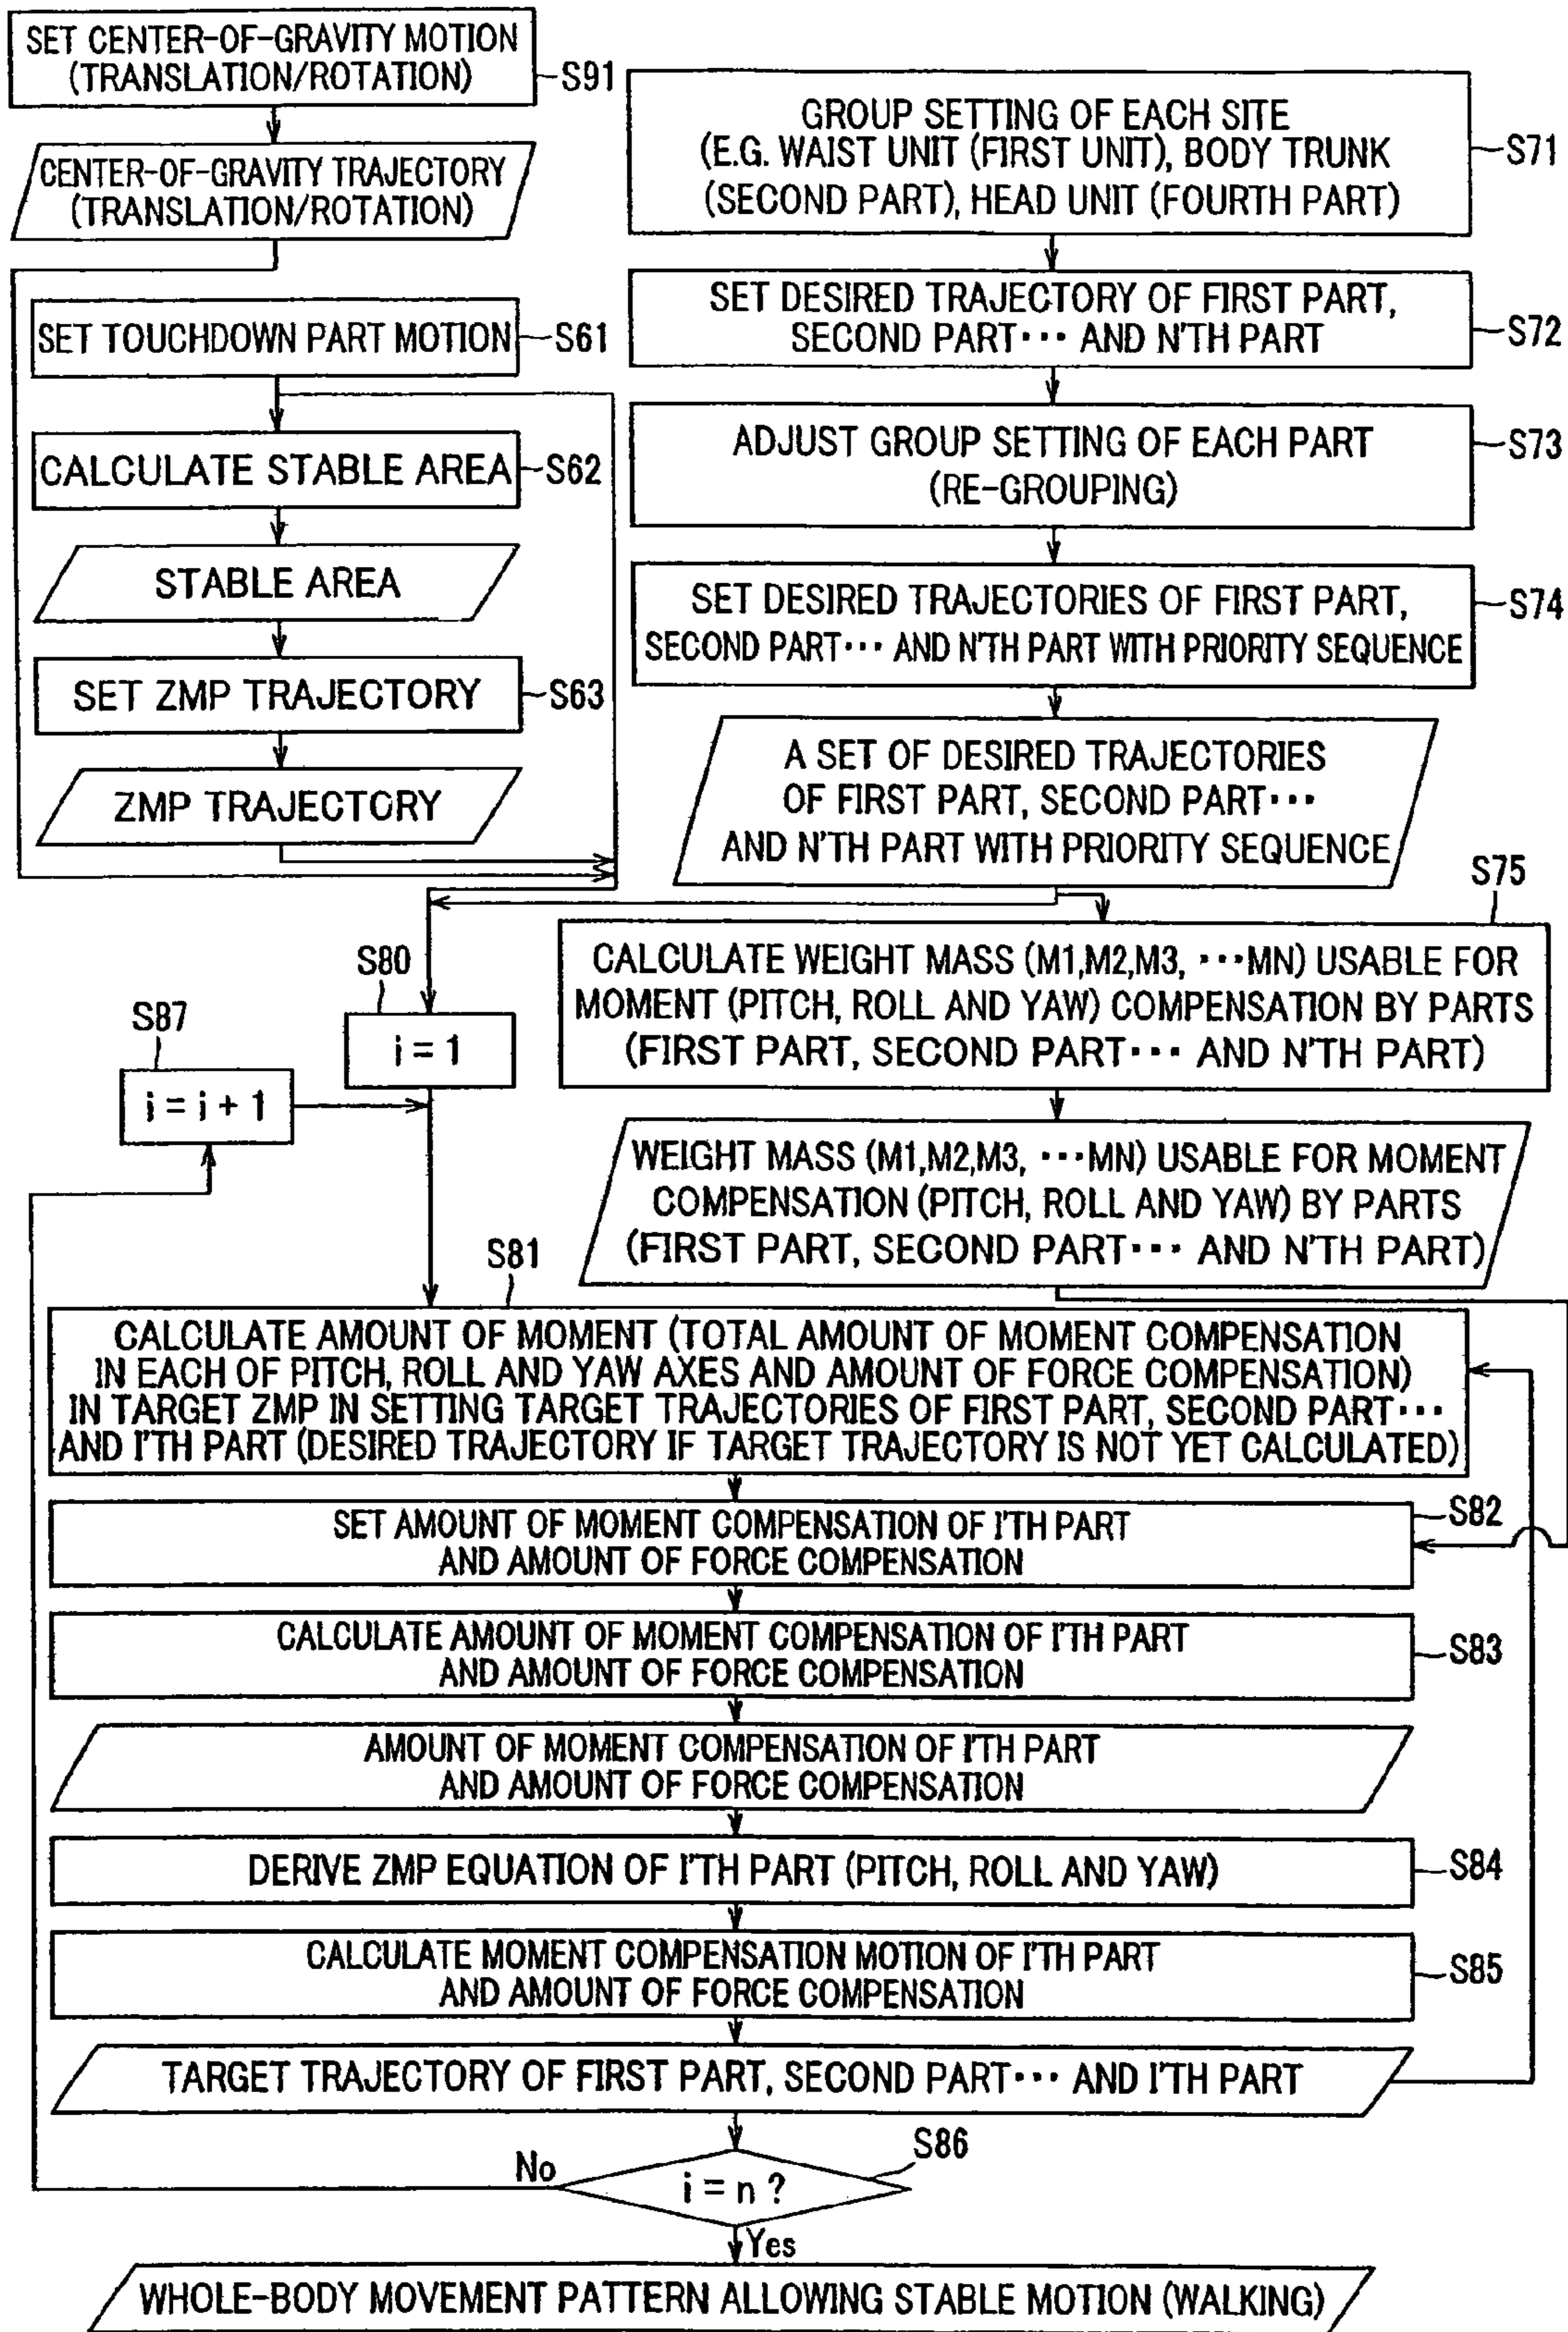 SET CENTER-OF-GRAVITY MOTION
(TRANSLATION/ROTATION)
S91
CENTER-OF-GRAVITY TRAJECTORY
(TRANSLATION/ROTATION)
SET TOUCHDOWN PART MOTION
S61
CALCULATE STABLE AREA
S62
STABLE AREA
SET ZMP TRAJECTORY
S63
ZMP TRAJECTORY
GROUP SETTING OF EACH SITE
(E.G. WAIST UNIT (FIRST UNIT), BODY TRUNK
(SECOND PART), HEAD UNIT (FOURTH PART)
S71
SET DESIRED TRAJECTORY OF FIRST PART,
SECOND PART··· AND N'TH PART
S72
ADJUST GROUP SETTING OF EACH PART
(RE-GROUPING)
S73
SET DESIRED TRAJECTORIES OF FIRST PART,
SECOND PART··· AND N'TH PART WITH PRIORITY SEQUENCE
S74
A SET OF DESIRED TRAJECTORIES
OF FIRST PART, SECOND PART···
AND N'TH PART WITH PRIORITY SEQUENCE
S75
CALCULATE WEIGHT MASS (M1,M2,M3, ···MN) USABLE FOR
MOMENT (PITCH, ROLL AND YAW) COMPENSATION BY PARTS
(FIRST PART, SECOND PART··· AND N'TH PART)
WEIGHT MASS (M1,M2,M3, ···MN) USABLE FOR MOMENT
COMPENSATION (PITCH, ROLL AND YAW) BY PARTS
(FIRST PART, SECOND PART··· AND N'TH PART)
S80
i = 1
S87
i = i + 1
S81
CALCULATE AMOUNT OF MOMENT (TOTAL AMOUNT OF MOMENT COMPENSATION
IN EACH OF PITCH, ROLL AND YAW AXES AND AMOUNT OF FORCE COMPENSATION)
IN TARGET ZMP IN SETTING TARGET TRAJECTORIES OF FIRST PART, SECOND PART···
AND I'TH PART (DESIRED TRAJECTORY IF TARGET TRAJECTORY IS NOT YET CALCULATED)
SET AMOUNT OF MOMENT COMPENSATION OF I'TH PART
AND AMOUNT OF FORCE COMPENSATION
S82
CALCULATE AMOUNT OF MOMENT COMPENSATION OF I'TH PART
AND AMOUNT OF FORCE COMPENSATION
S83
AMOUNT OF MOMENT COMPENSATION OF I'TH PART
AND AMOUNT OF FORCE COMPENSATION
DERIVE ZMP EQUATION OF I'TH PART (PITCH, ROLL AND YAW)
S84
CALCULATE MOMENT COMPENSATION MOTION OF I'TH PART
AND AMOUNT OF FORCE COMPENSATION
S85
TARGET TRAJECTORY OF FIRST PART, SECOND PART··· AND I'TH PART
S86
No
i = n ?
Yes
WHOLE-BODY MOVEMENT PATTERN ALLOWING STABLE MOTION (WALKING)